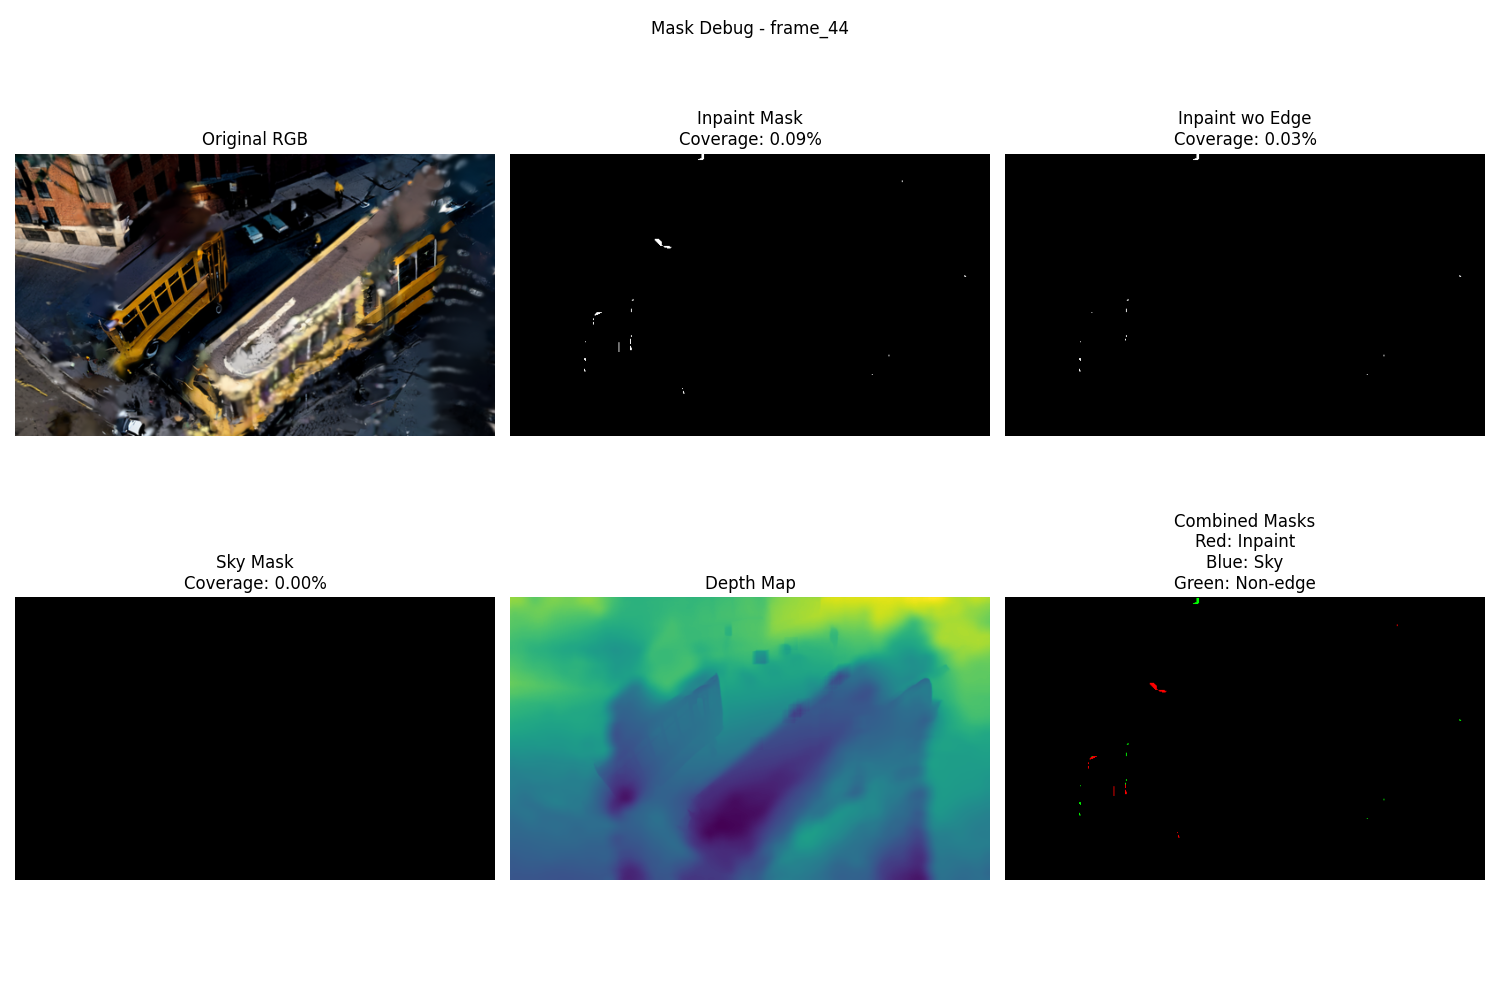 Mask Debug - frame_44
Original RGB
Inpaint Mask
Coverage: 0.09%
Inpaint wo Edge
Coverage: 0.03%
Sky Mask
Coverage: 0.00%
Depth Map
Combined Masks
Red: Inpaint
Blue: Sky
Green: Non-edge